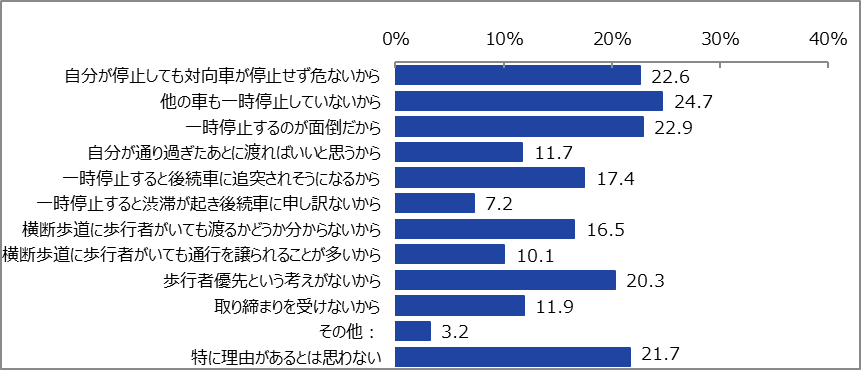 0% 10% 20% 30% 40%
自分が停止しても対向車が停止せず危ないから 22.6
他の車も一時停止していないから 24.7
一時停止するのが面倒だから 22.9
自分が通り過ぎたあとに渡ればいいと思うから 11.7
一時停止すると後続車に追突されそうになるから 17.4
一時停止すると渋滞が起き後続車に申し訳ないから 7.2
横断歩道に歩行者がいても渡るかどうか分からないから 16.5
横断歩道に歩行者がいても通行を譲られることが多いから 10.1
歩行者優先という考えがないから 20.3
取り締まりを受けないから 11.9
その他： 3.2
特に理由があるとは思わない 21.7